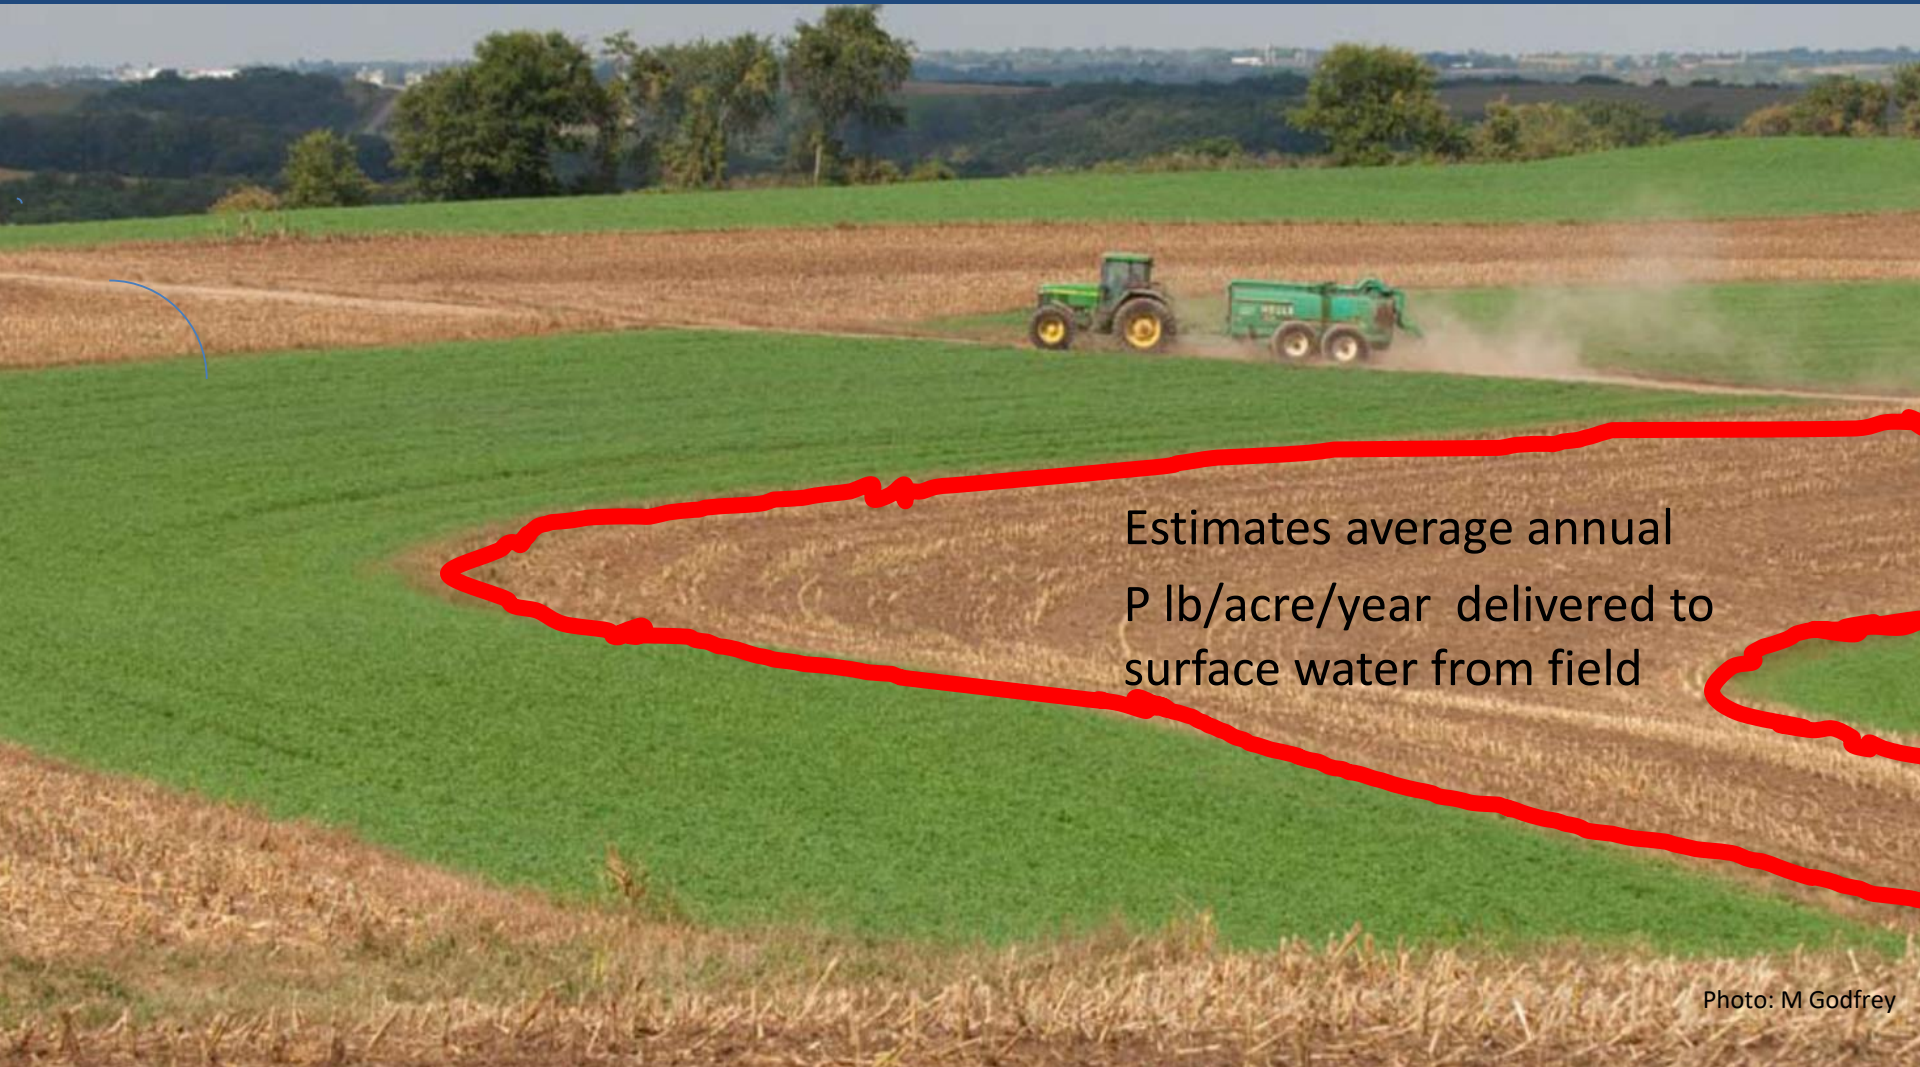 Estimates average annual
P lb/acre/year delivered to
surface water from field
Photo: M Godfrey